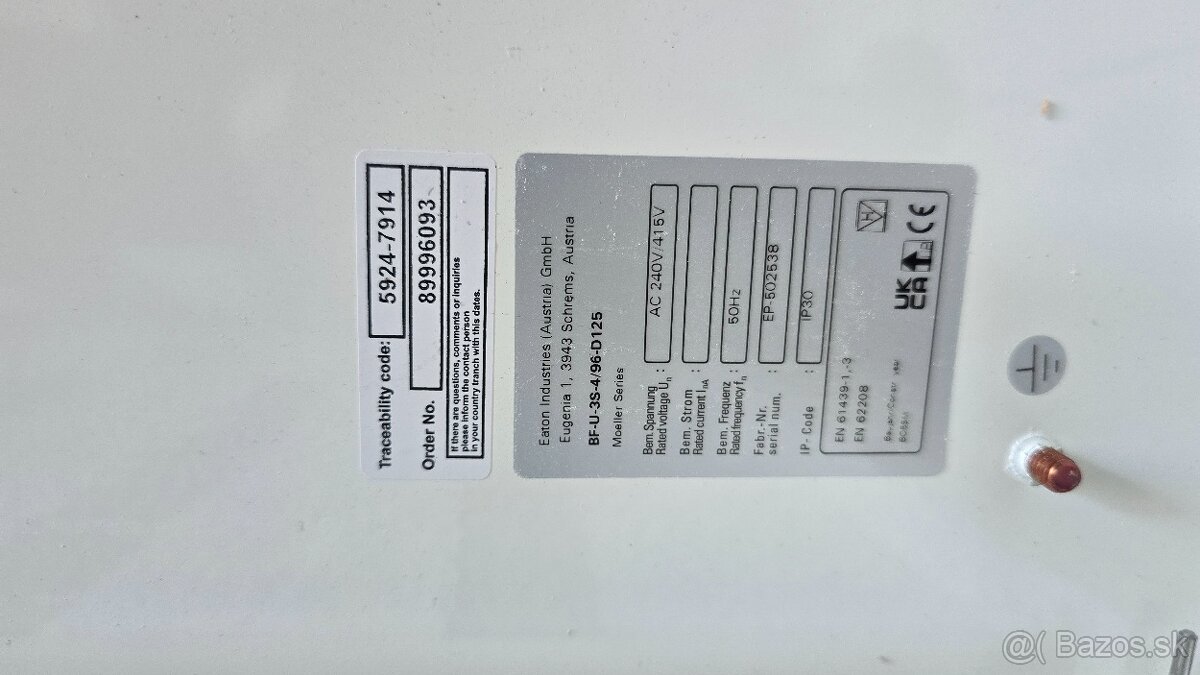 Traceability code: 5924-7914
Order No. 89996093
If there are questions, comments or inquiries
please inform the contact person
in your country tranch with this dates.
Eaton Industries (Austria) GmbH
Eugenia 1, 3943 Schrems, Austria
BF-U-3S-4/96-D125
Moeller Series
Bem. Spannung
Rated voltage Un : AC 240V/415V
Bem. Strom
Rated current InA :
Bem. Frequenz
Rated frequency fn : 50Hz
Fabr.-Nr.
serial num. : EP-502538
IP- Code : IP30
EN 61439-1,-3
EN 62208
UK
CA
CE
@( Bazos.sk